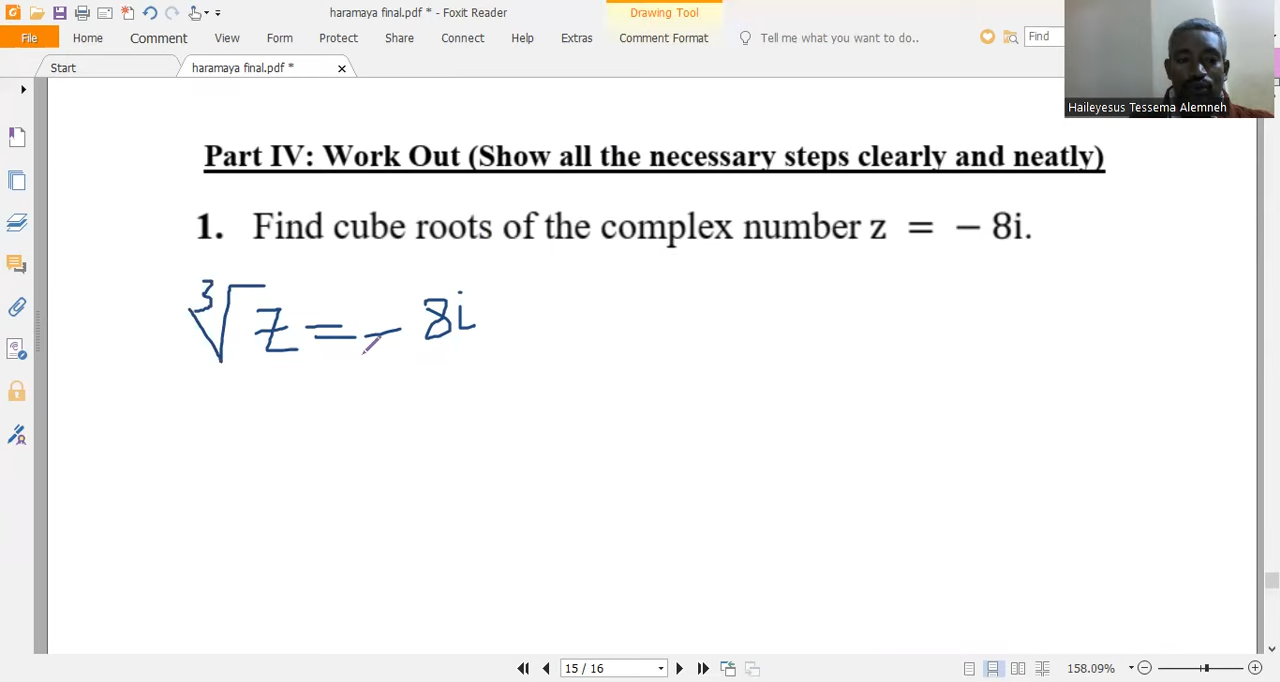 haramaya final.pdf * - Foxit Reader
Drawing Tool
File Home Comment View Form Protect Share Connect Help Extras Comment Format Tell me what you want to do.. Find
Haileyesus Tessema Alemneh
Start haramaya final.pdf *
Part IV: Work Out (Show all the necessary steps clearly and neatly)
1. Find cube roots of the complex number z = − 8i.
∛z = − 8i
15 / 16
158.09%